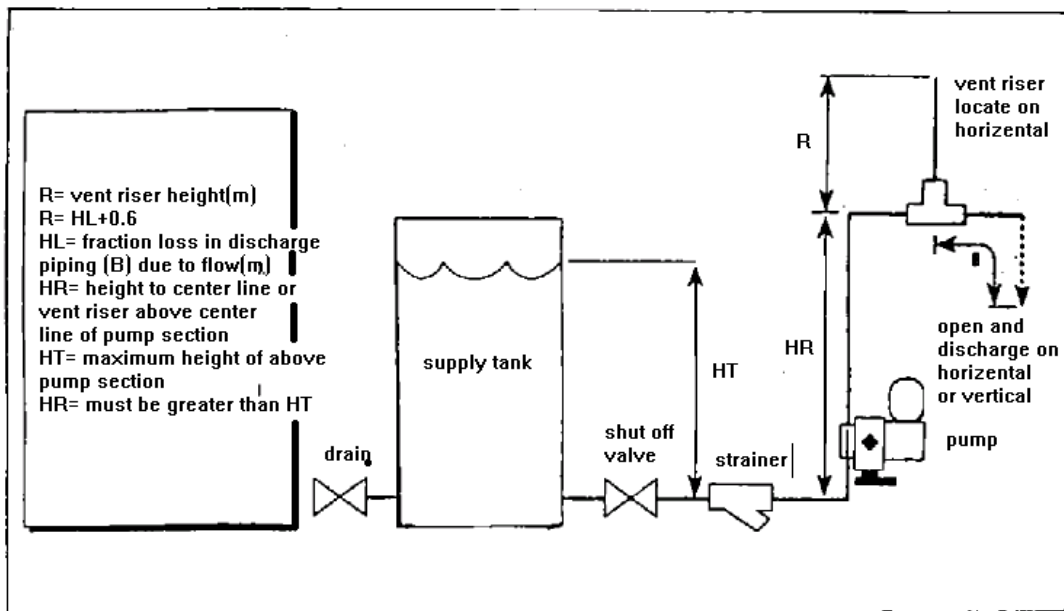 R= vent riser height(m)
R= HL+0.6
HL= fraction loss in discharge
piping (B) due to flow(m)
HR= height to center line or
vent riser above center
line of pump section
HT= maximum height of above
pump section
HR= must be greater than HT
drain
supply tank
shut off
valve
HT
strainer
HR
R
vent riser
locate on
horizental
open and
discharge on
horizental
or vertical
pump